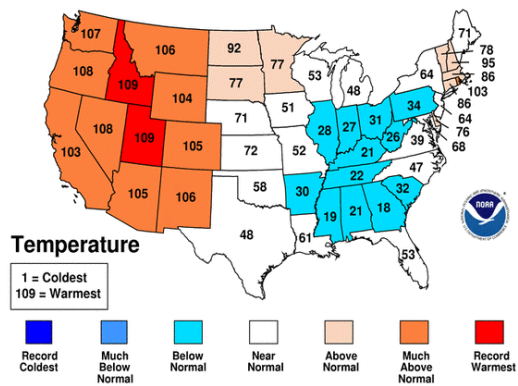 71
107
106
92
77
78
95
86
103
86
64
76
68
108
109
104
77
53
48
64
71
51
34
103
108
109
105
72
52
28
27
31
26
39
21
47
105
106
58
30
22
32
48
61
19
21
18
53
NOAA
Temperature
1 = Coldest
109 = Warmest
Record
Coldest
Much
Below
Normal
Below
Normal
Near
Normal
Above
Normal
Much
Above
Normal
Record
Warmest